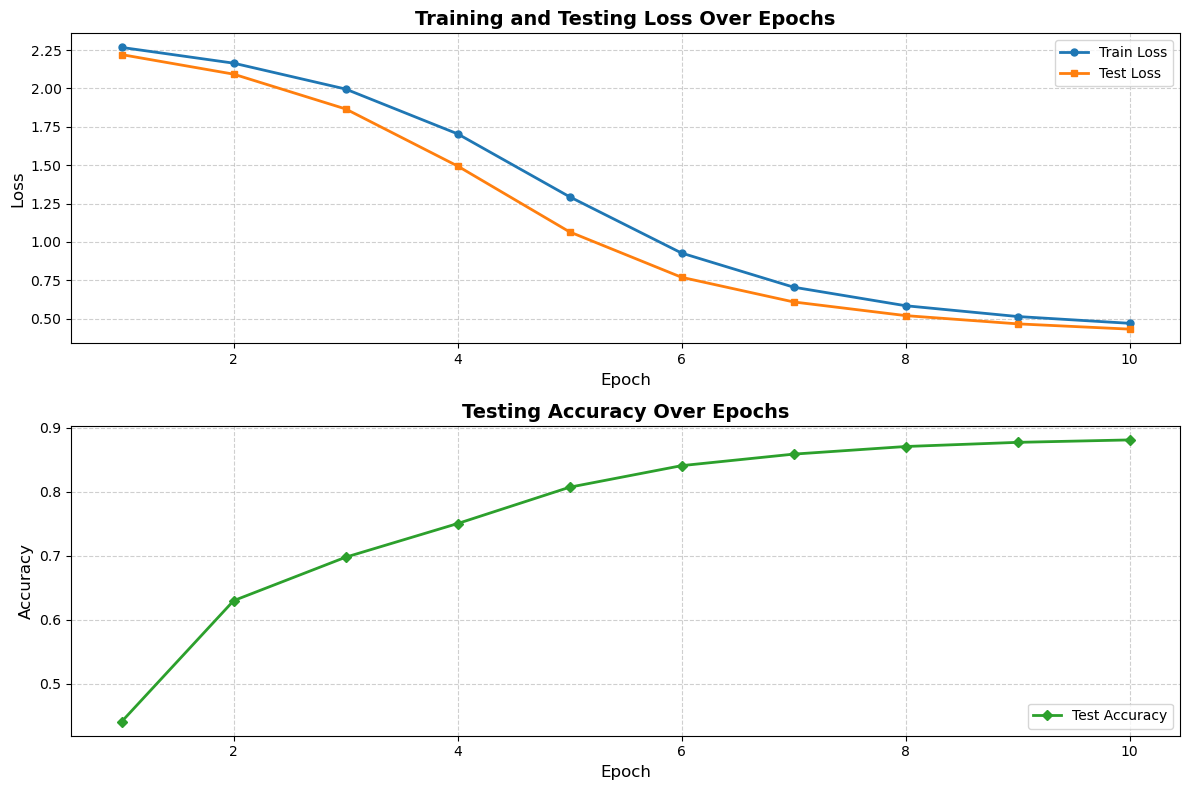 Training and Testing Loss Over Epochs
2.25
2.00
1.75
1.50
1.25
1.00
0.75
0.50
Loss
Train Loss
Test Loss
2 4 6 8 10
Epoch
Testing Accuracy Over Epochs
0.9
0.8
0.7
0.6
0.5
Accuracy
Test Accuracy
2 4 6 8 10
Epoch